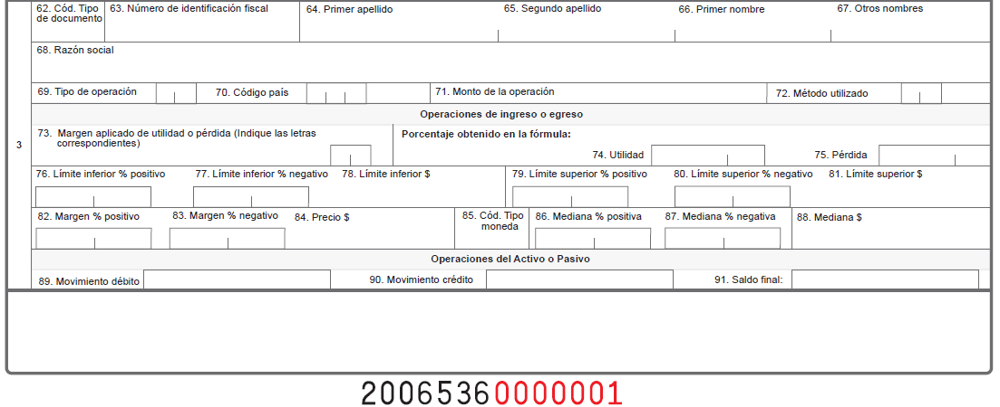 62. Cód. Tipo de documento 63. Número de identificación fiscal 64. Primer apellido 65. Segundo apellido 66. Primer nombre 67. Otros nombres
68. Razón social
69. Tipo de operación 70. Código país 71. Monto de la operación 72. Método utilizado
Operaciones de ingreso o egreso
3
73. Margen aplicado de utilidad o pérdida (Indique las letras correspondientes) Porcentaje obtenido en la fórmula:
74. Utilidad 75. Pérdida
76. Límite inferior % positivo 77. Límite inferior % negativo 78. Límite inferior $ 79. Límite superior % positivo 80. Límite superior % negativo 81. Límite superior $
82. Margen % positivo 83. Margen % negativo 84. Precio $ 85. Cód. Tipo moneda 86. Mediana % positiva 87. Mediana % negativa 88. Mediana $
Operaciones del Activo o Pasivo
89. Movimiento débito 90. Movimiento crédito 91. Saldo final:
20065360000001